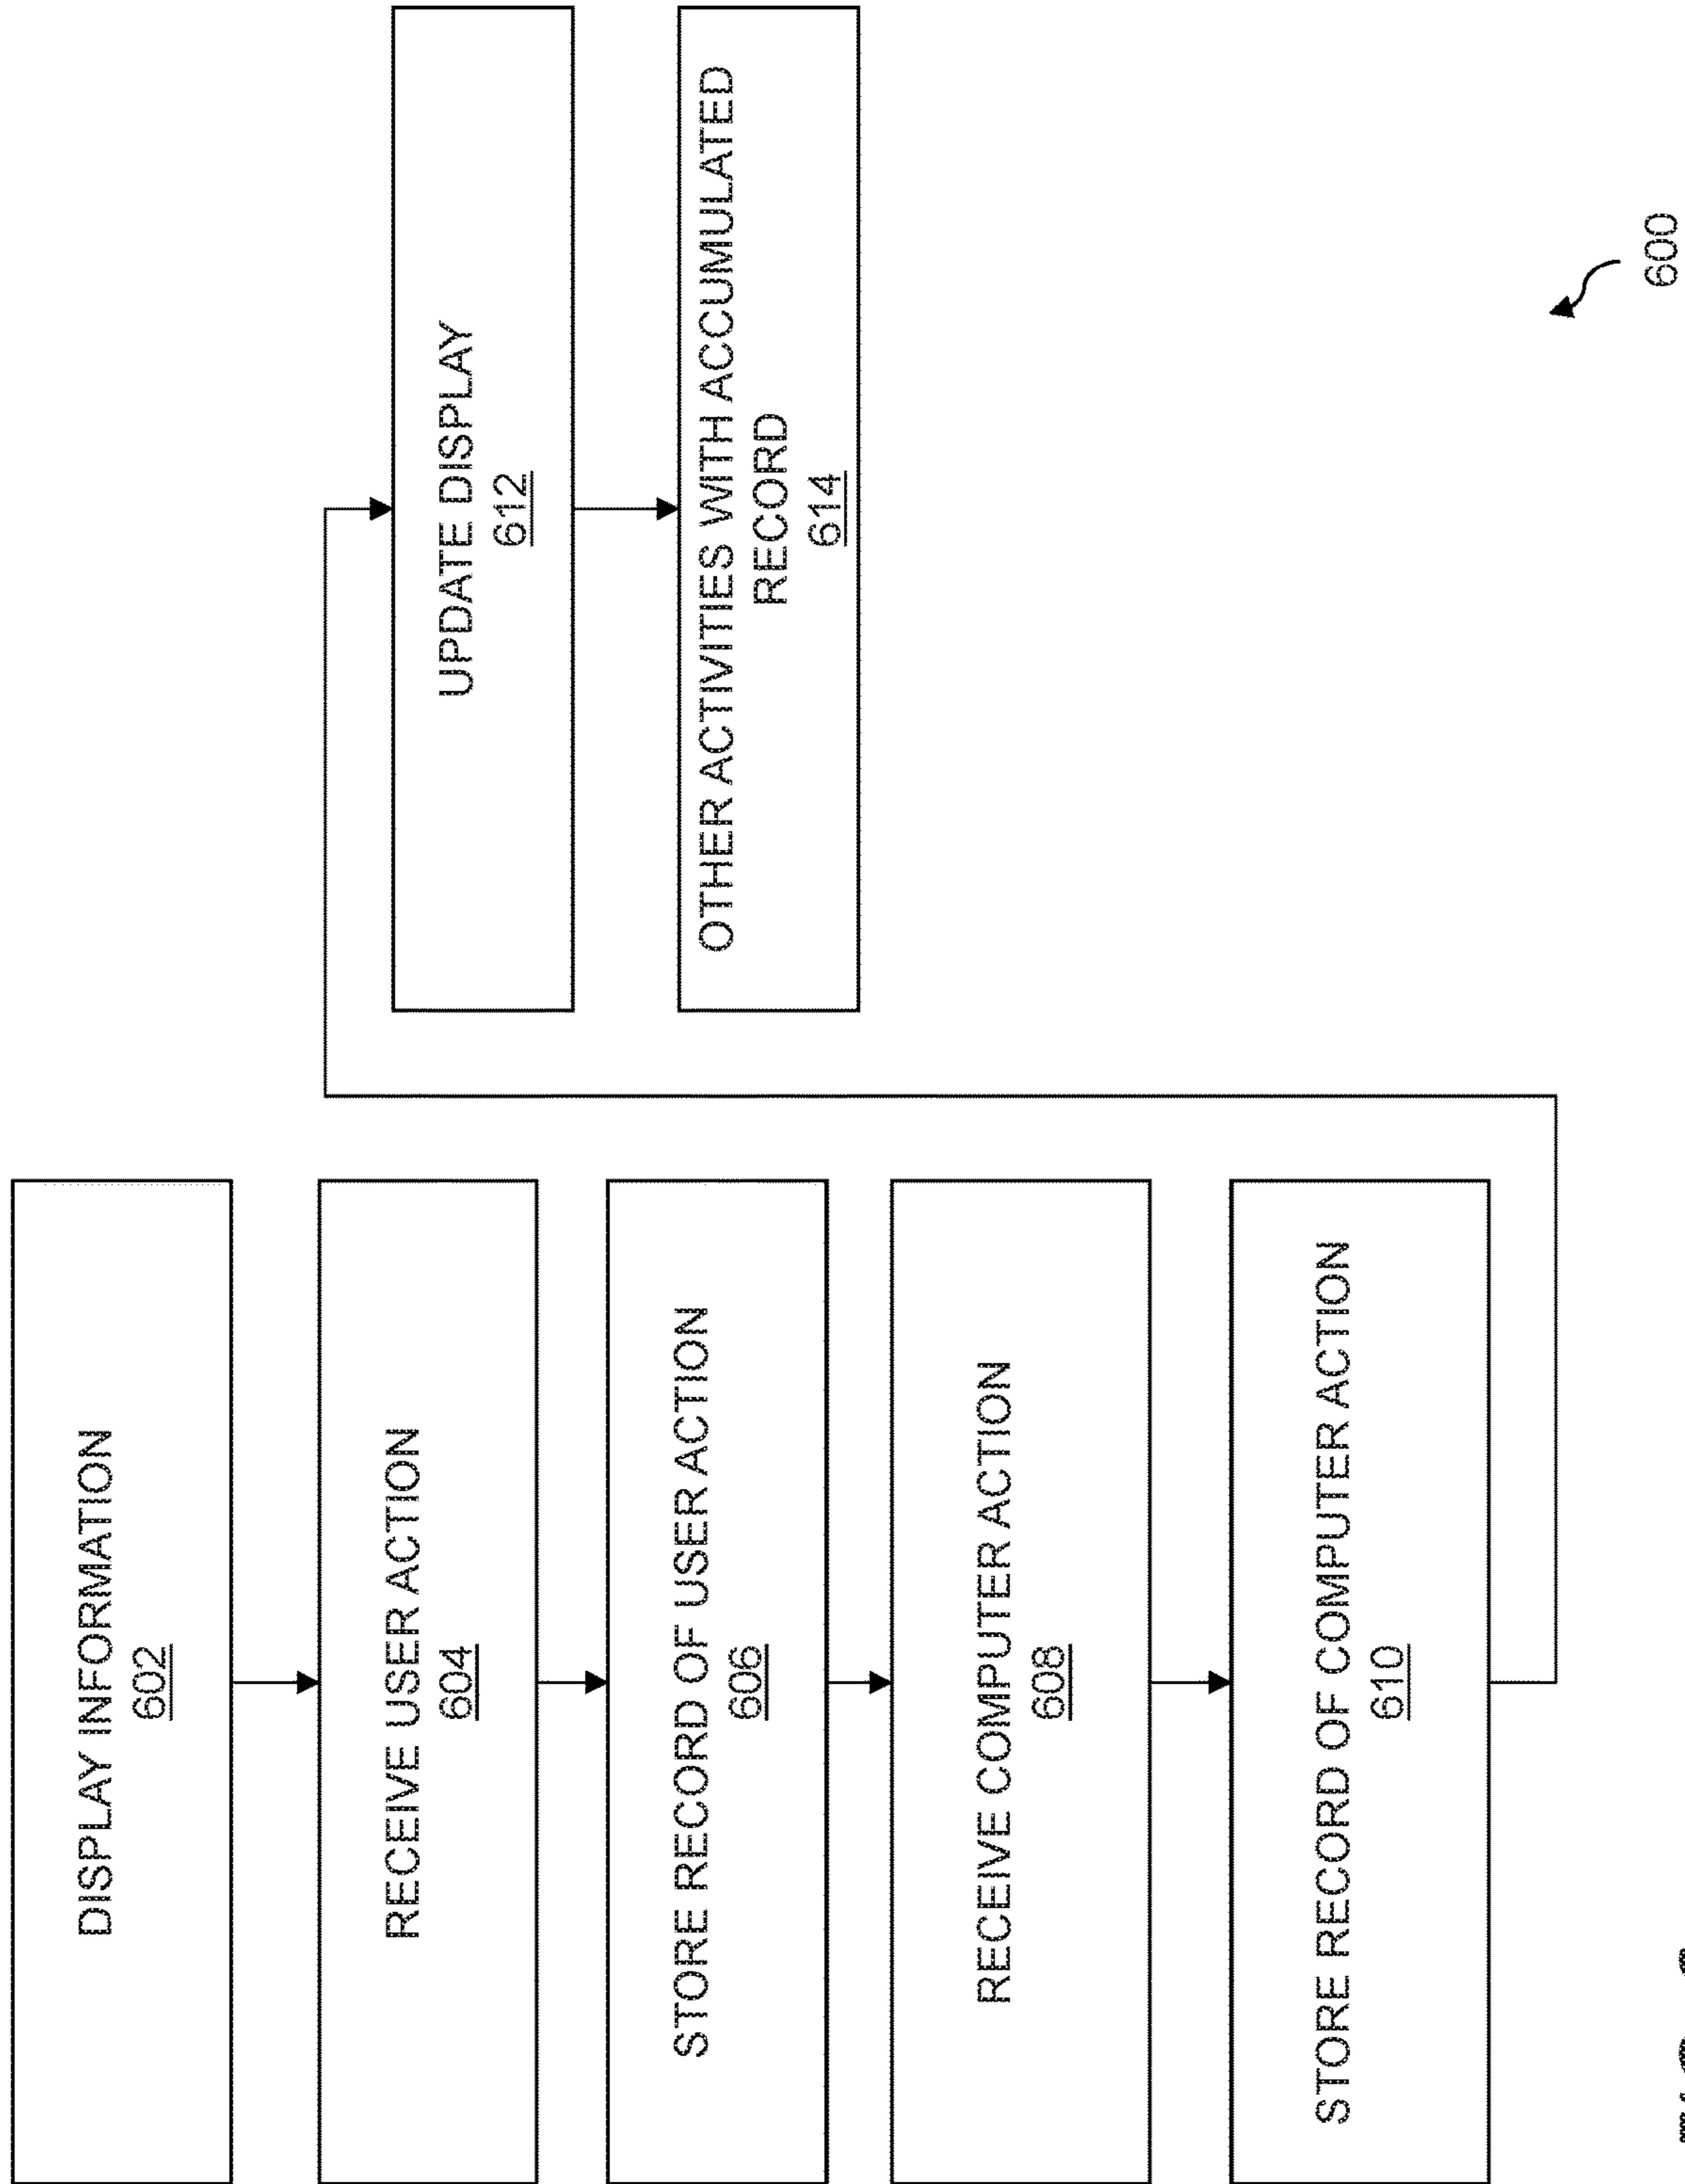 DISPLAY INFORMATION
602
RECEIVE USER ACTION
604
STORE RECORD OF USER ACTION
606
RECEIVE COMPUTER ACTION
608
STORE RECORD OF COMPUTER ACTION
610
UPDATE DISPLAY
612
OTHER ACTIVITIES WITH ACCUMULATED
RECORD
614
600